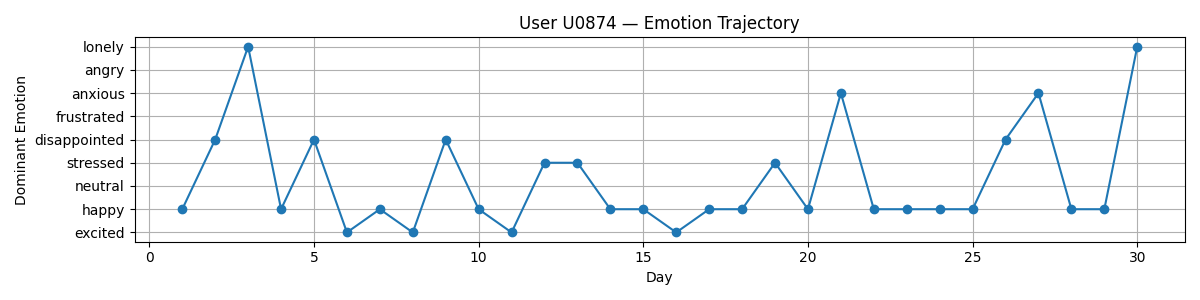 User U0874 — Emotion Trajectory
Dominant Emotion
lonely
angry
anxious
frustrated
disappointed
stressed
neutral
happy
excited
0 5 10 15 20 25 30
Day